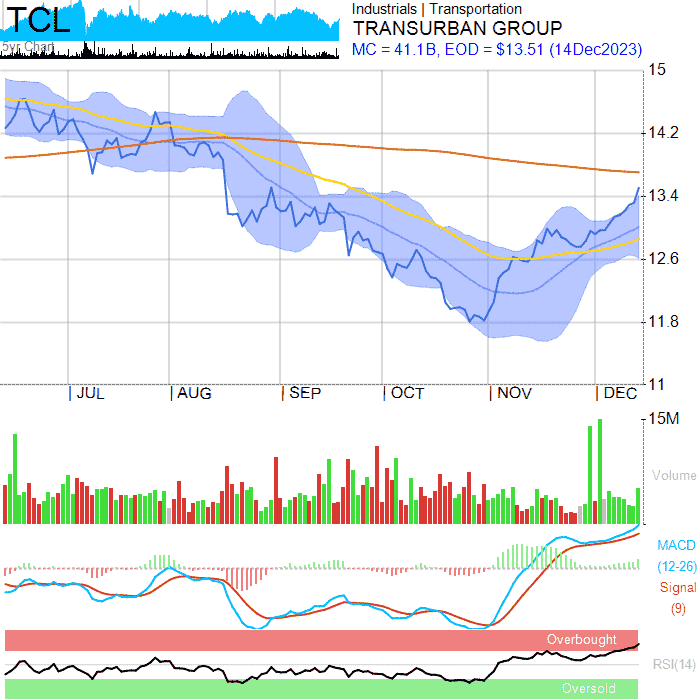 TCL
5yr Chart
Industrials | Transportation
TRANSURBAN GROUP
MC = 41.1B, EOD = $13.51 (14Dec2023)
15
14.2
13.4
12.6
11.8
11
JUL AUG SEP OCT NOV DEC
15M
Volume
MACD
(12-26)
Signal
(9)
Overbought
RSI(14)
Oversold